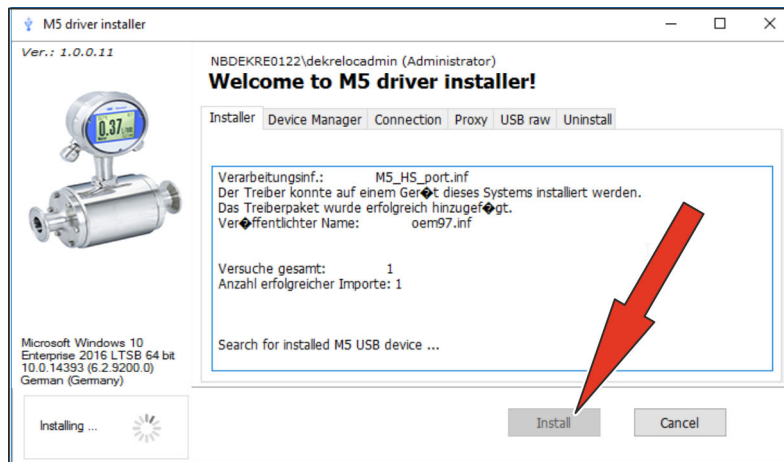 M5 driver installer
Ver.: 1.0.0.11
NBDEKRE0122\dekrelocadmin (Administrator)
Welcome to M5 driver installer!
Installer Device Manager Connection Proxy USB raw Uninstall
0.37
Verarbeitungsinf.: M5_HS_port.inf
Der Treiber konnte auf einem Ger�t dieses Systems installiert werden.
Das Treiberpaket wurde erfolgreich hinzugef�gt.
Ver�ffentlichter Name: oem97.inf
Versuche gesamt: 1
Anzahl erfolgreicher Importe: 1
Search for installed M5 USB device ...
Microsoft Windows 10
Enterprise 2016 LTSB 64 bit
10.0.14393 (6.2.9200.0)
German (Germany)
Installing ...
Install Cancel